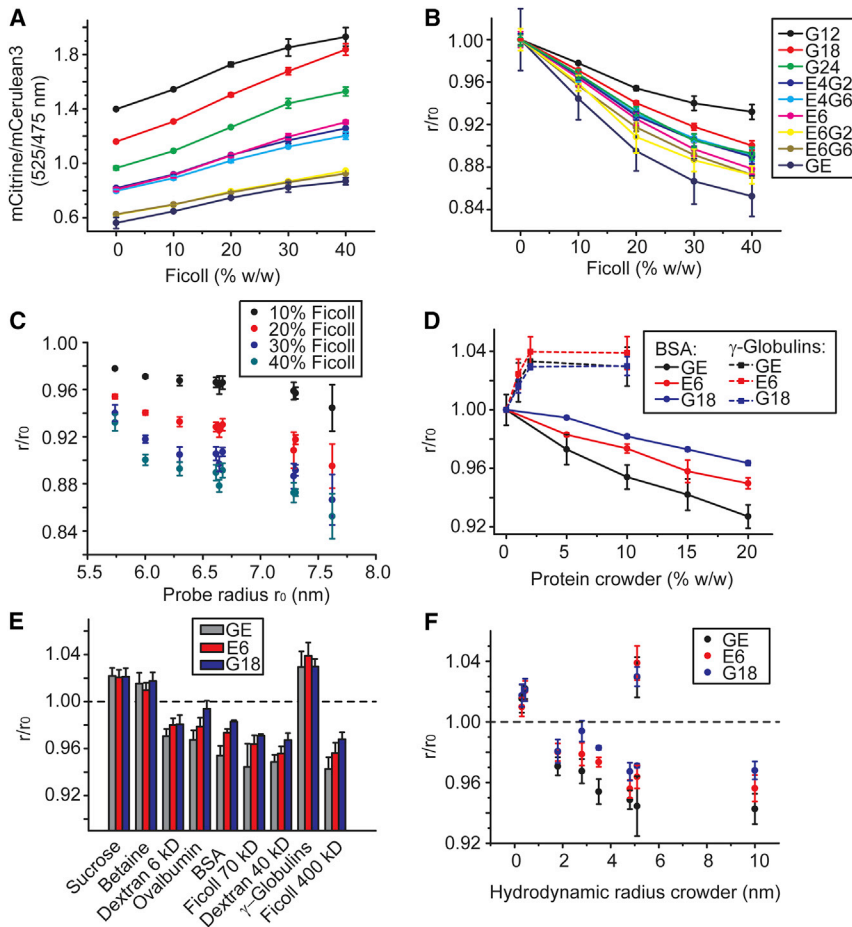 A
mCitrine/mCerulean3
(525/475 nm)
1.8
1.4
1.0
0.6
0 10 20 30 40
Ficoll (% w/w)
B
r/r0
1.00
0.96
0.92
0.88
0.84
0 10 20 30 40
Ficoll (% w/w)
G12
G18
G24
E4G2
E4G6
E6
E6G2
E6G6
GE
C
r/r0
1.00
0.96
0.92
0.88
0.84
5.5 6.0 6.5 7.0 7.5 8.0
Probe radius r0 (nm)
10% Ficoll
20% Ficoll
30% Ficoll
40% Ficoll
D
r/r0
1.04
1.00
0.96
0.92
0 5 10 15 20
Protein crowder (% w/w)
BSA: γ-Globulins:
GE GE
E6 E6
G18 G18
E
r/r0
1.04
1.00
0.96
0.92
GE
E6
G18
Sucrose
Betaine
Dextran 6 kD
Ovalbumin
BSA
Ficoll 70 kD
Dextran 40 kD
γ-Globulins
Ficoll 400 kD
F
r/r0
1.04
1.00
0.96
0.92
0 2 4 6 8 10
Hydrodynamic radius crowder (nm)
GE
E6
G18